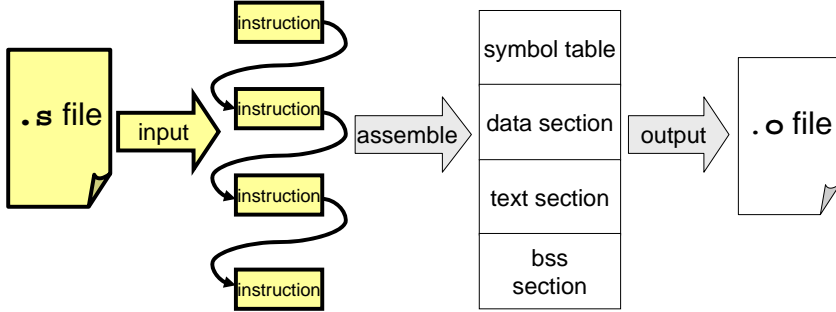 .s file
input
instruction
instruction
instruction
instruction
assemble
symbol table
data section
text section
bss
section
output
.o file